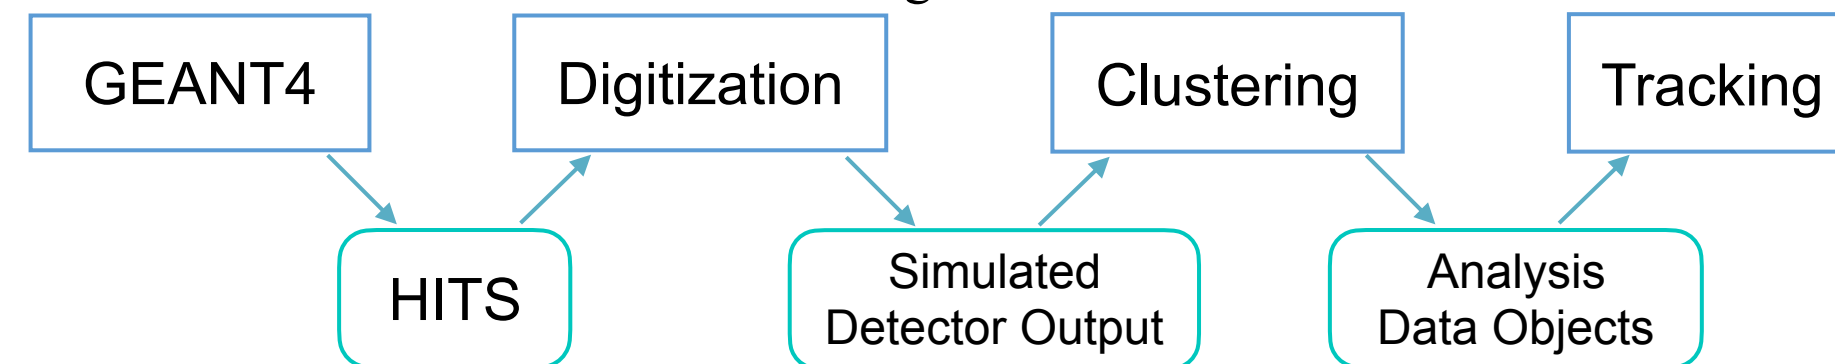 GEANT4
Digitization
Clustering
Tracking
HITS
Simulated
Detector Output
Analysis
Data Objects